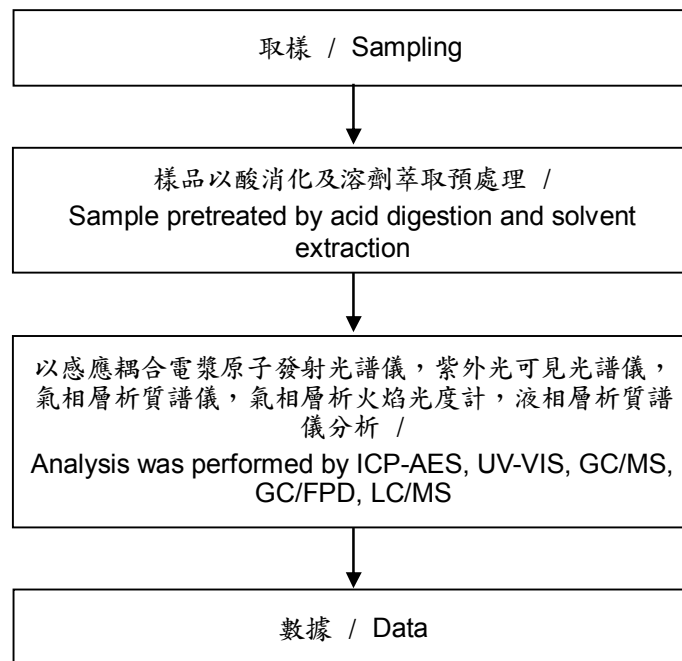 取樣 / Sampling
樣品以酸消化及溶劑萃取預處理 /
Sample pretreated by acid digestion and solvent
extraction
以感應耦合電漿原子發射光譜儀，紫外光可見光譜儀，
氣相層析質譜儀，氣相層析火焰光度計，液相層析質譜
儀分析 /
Analysis was performed by ICP-AES, UV-VIS, GC/MS,
GC/FPD, LC/MS
數據 / Data